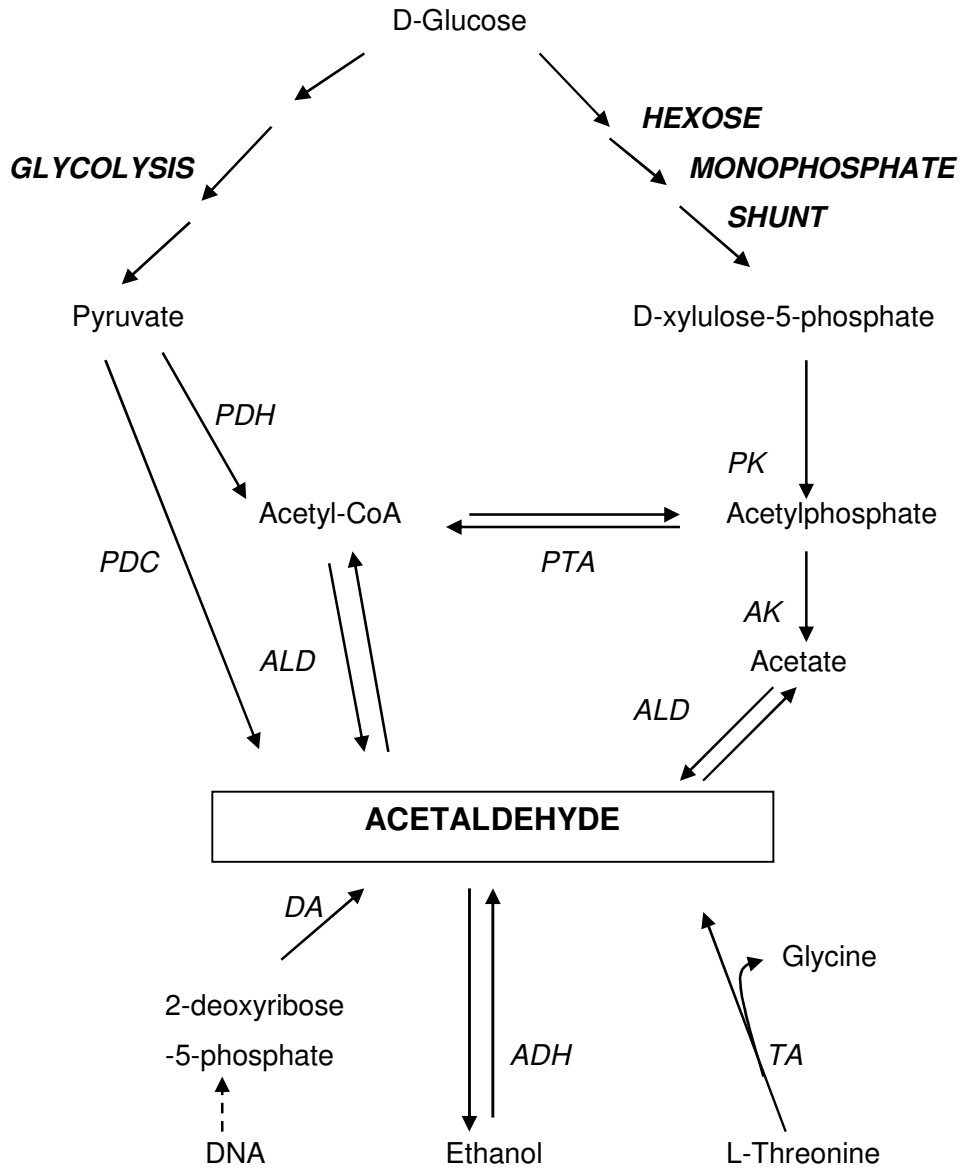 D-Glucose
HEXOSE
GLYCOLYSIS
MONOPHOSPHATE
SHUNT
Pyruvate
D-xylulose-5-phosphate
PDH
PK
Acetyl-CoA
Acetylphosphate
PDC
PTA
AK
ALD
Acetate
ALD
ACETALDEHYDE
DA
Glycine
2-deoxyribose
-5-phosphate
ADH
TA
DNA
Ethanol
L-Threonine